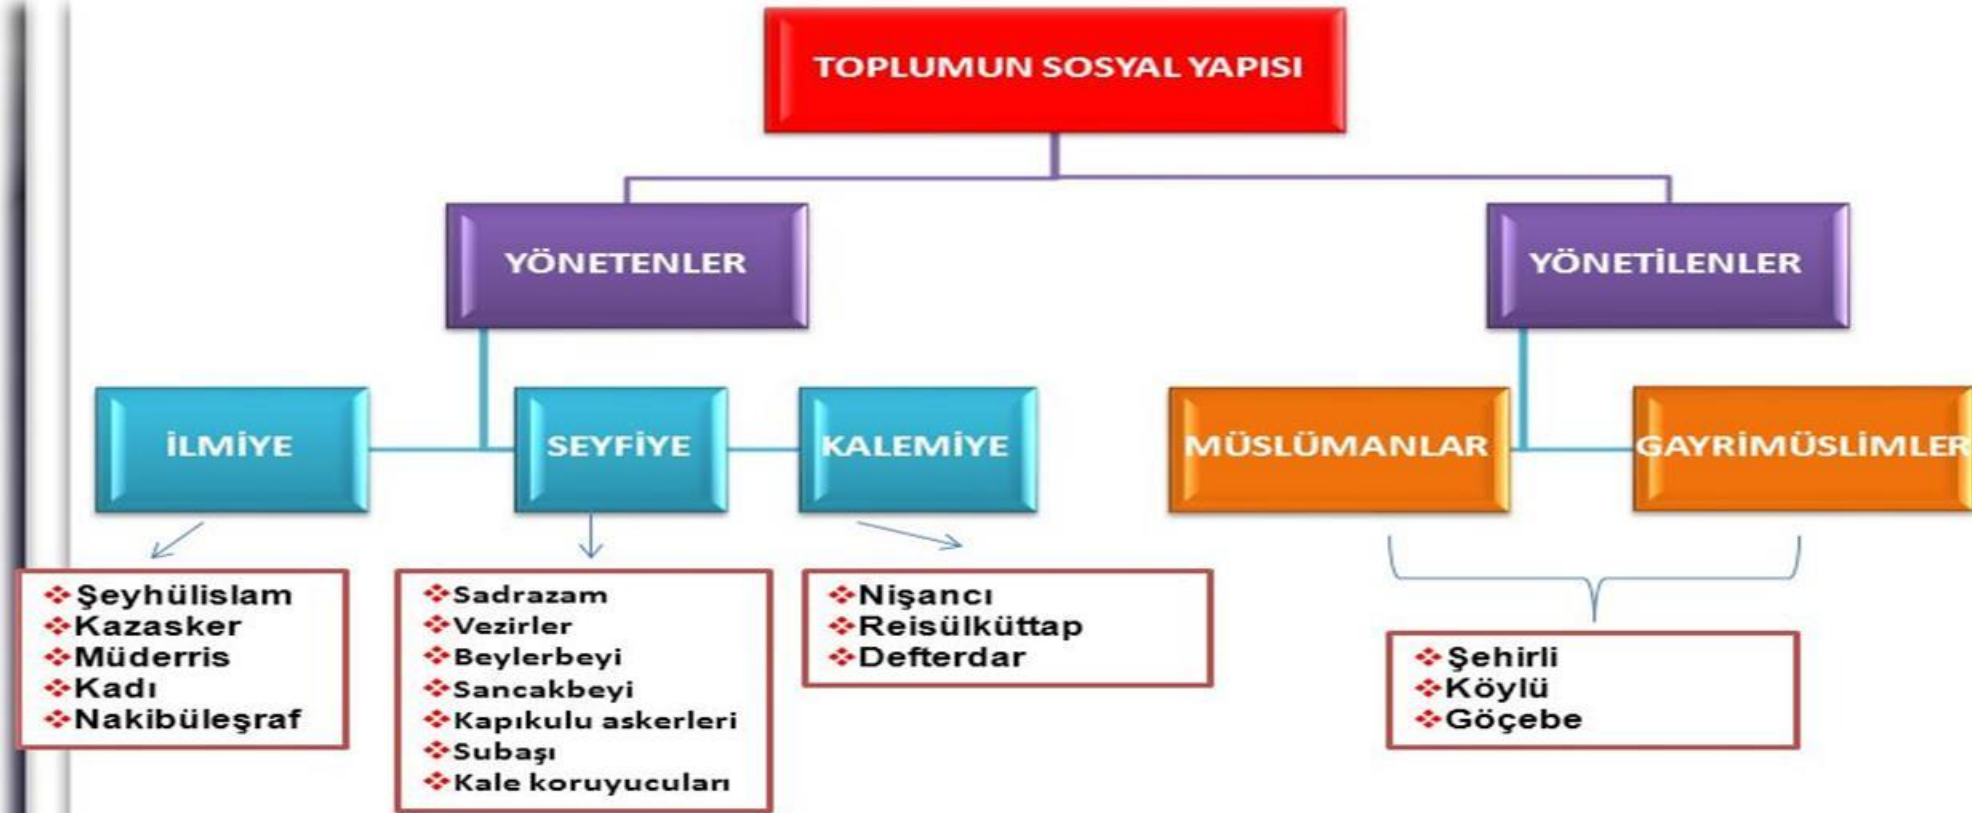 TOPLUMUN SOSYAL YAPISI
YÖNETENLER
YÖNETİLENLER
İLMİYE
SEYFİYE
KALEMİYE
MÜSLÜMANLAR
GAYRİMÜSLİMLER
Şeyhülislam
Kazasker
Müderris
Kadı
Nakibüleşraf
Sadrazam
Vezirler
Beylerbeyi
Sancakbeyi
Kapıkulu askerleri
Subaşı
Kale koruyucuları
Nişancı
Reisülküttap
Defterdar
Şehirli
Köylü
Göçebe